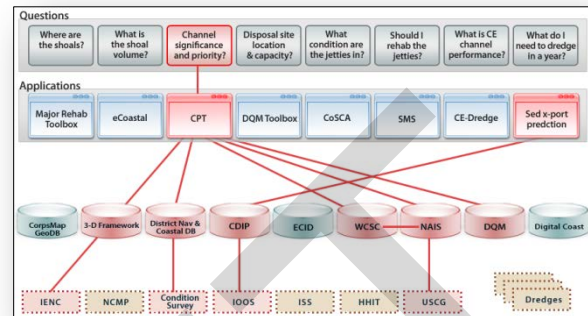 Questions
Where are
the shoals?
What is
the shoal
volume?
Channel
significance
and priority?
Disposal site
location
& capacity?
What
condition are
the jetties in?
Should I
rehab the
jetties?
What is CE
channel
performance?
What do I
need to dredge
in a year?
Applications
Major Rehab
Toolbox
eCoastal
CPT
DQM Toolbox
CoSCA
SMS
CE-Dredge
Sed x-port
predction
CorpsMap
GeoDB
3-D Framework
District Nav &
Coastal DB
CDIP
ECID
WCSC
NAIS
DQM
Digital Coast
IENC
NCMP
Condition
Survey
IOOS
ISS
HHIT
USCG
Dredges